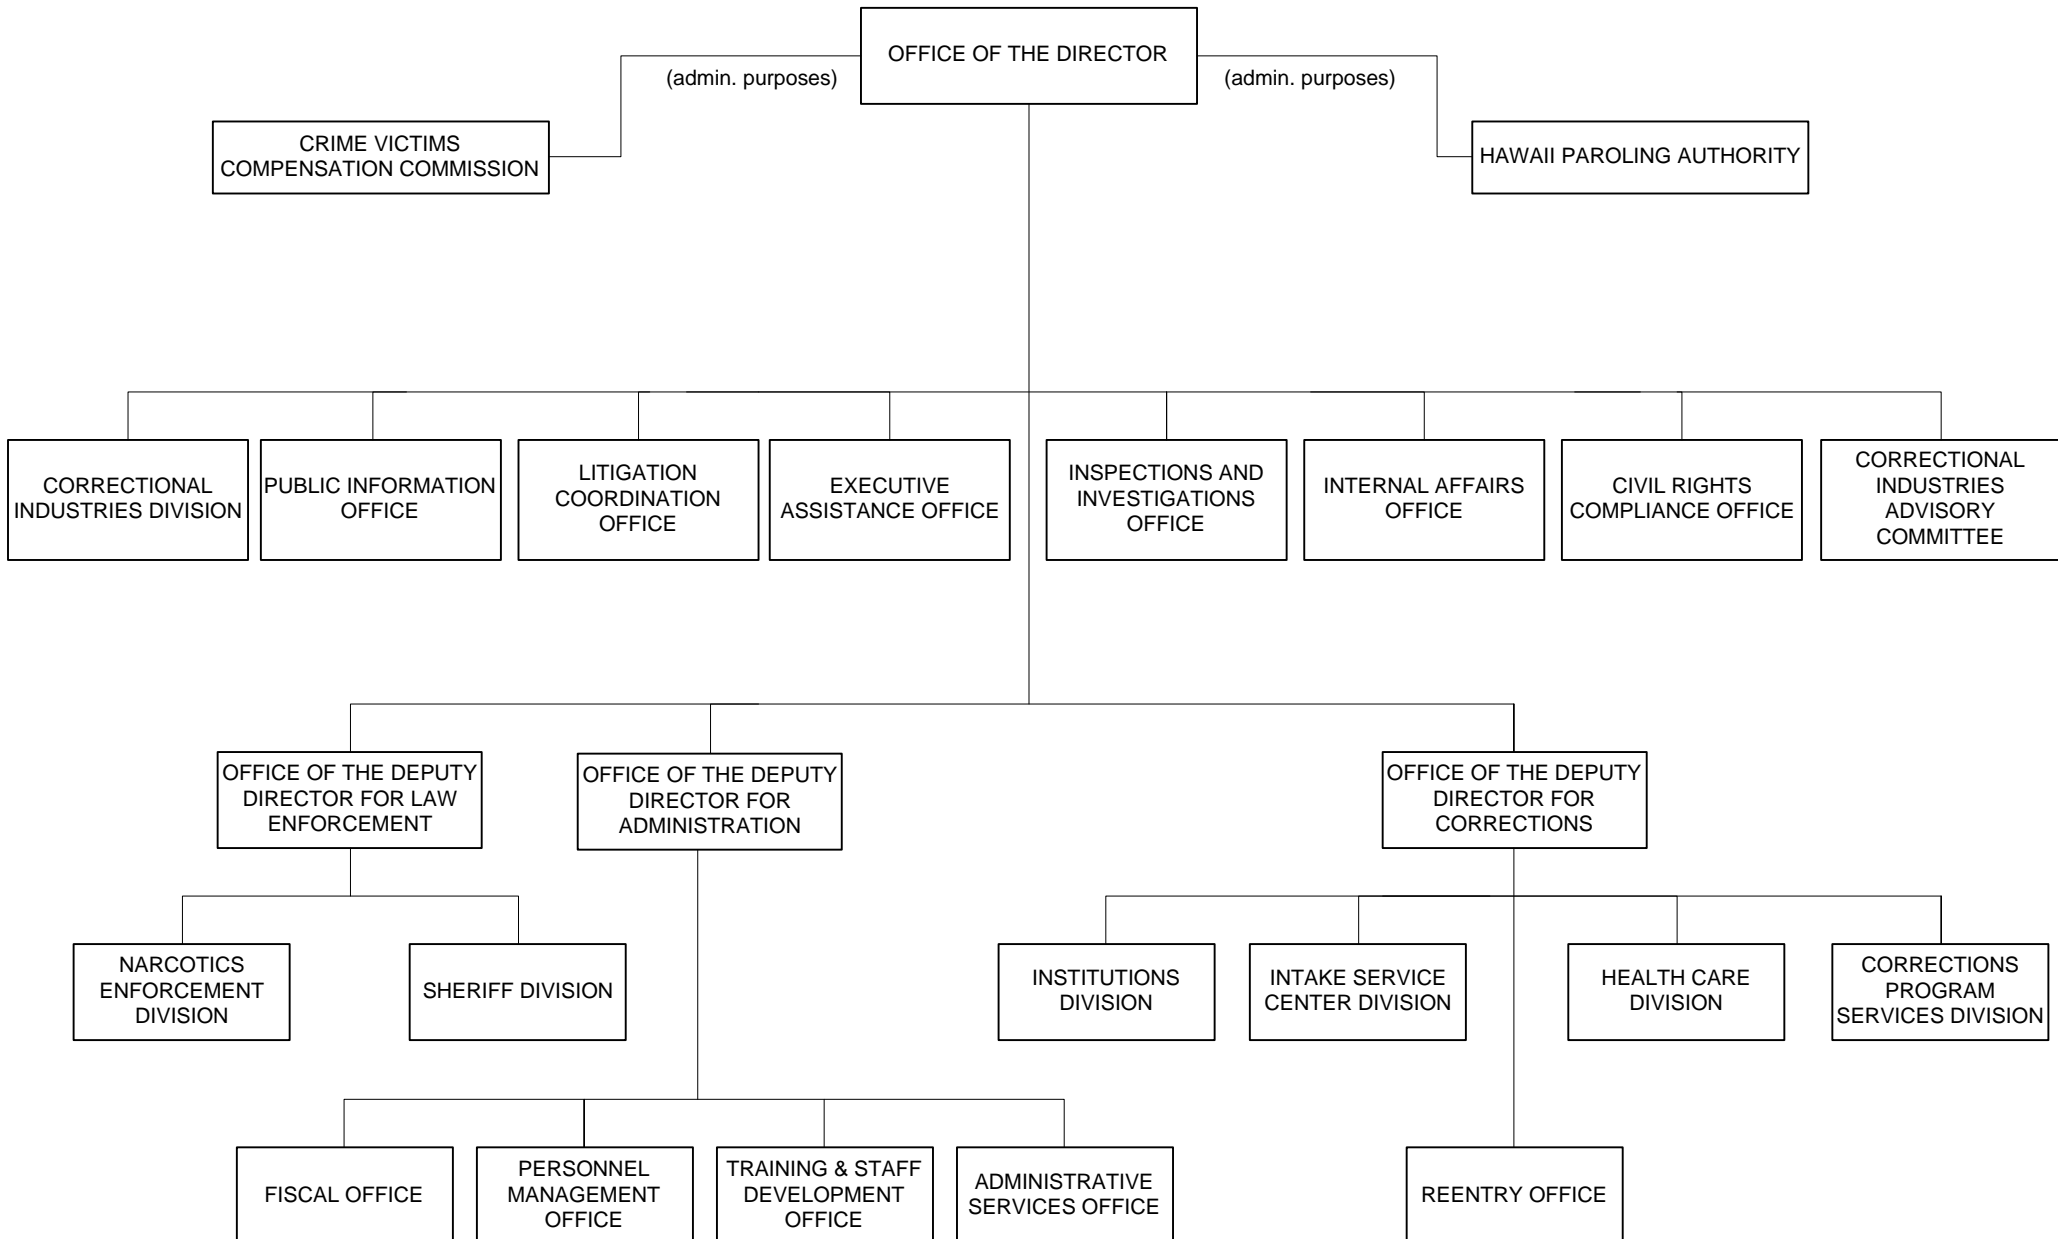 OFFICE OF THE DIRECTOR
(admin. purposes)
(admin. purposes)
CRIME VICTIMS
COMPENSATION COMMISSION
HAWAII PAROLING AUTHORITY
CORRECTIONAL
INDUSTRIES DIVISION
PUBLIC INFORMATION
OFFICE
LITIGATION
COORDINATION
OFFICE
EXECUTIVE
ASSISTANCE OFFICE
INSPECTIONS AND
INVESTIGATIONS
OFFICE
INTERNAL AFFAIRS
OFFICE
CIVIL RIGHTS
COMPLIANCE OFFICE
CORRECTIONAL
INDUSTRIES
ADVISORY
COMMITTEE
OFFICE OF THE DEPUTY
DIRECTOR FOR LAW
ENFORCEMENT
OFFICE OF THE DEPUTY
DIRECTOR FOR
ADMINISTRATION
OFFICE OF THE DEPUTY
DIRECTOR FOR
CORRECTIONS
NARCOTICS
ENFORCEMENT
DIVISION
SHERIFF DIVISION
INSTITUTIONS
DIVISION
INTAKE SERVICE
CENTER DIVISION
HEALTH CARE
DIVISION
CORRECTIONS
PROGRAM
SERVICES DIVISION
FISCAL OFFICE
PERSONNEL
MANAGEMENT
OFFICE
TRAINING & STAFF
DEVELOPMENT
OFFICE
ADMINISTRATIVE
SERVICES OFFICE
REENTRY OFFICE